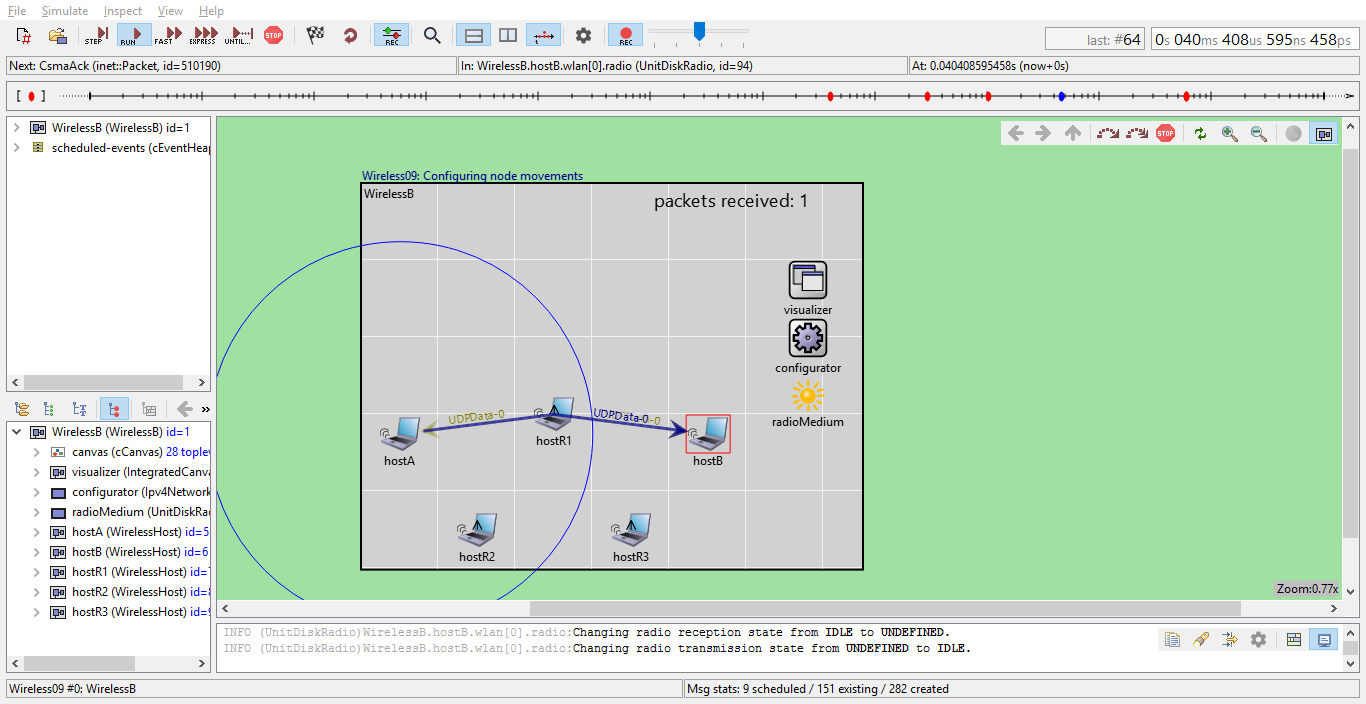 File Simulate Inspect View Help
STEP RUN FAST EXPRESS UNTIL... STOP REC REC
last: #64 0s 040ms 408us 595ns 458ps
Next: CsmaAck (inet::Packet, id=510190) In: WirelessB.hostB.wlan[0].radio (UnitDiskRadio, id=94) At: 0.040408595458s (now+0s)
WirelessB (WirelessB) id=1
scheduled-events (cEventHeap
STOP
Wireless09: Configuring node movements
WirelessB
packets received: 1
visualizer
configurator
radioMedium
UDPData-0
UDPData-0
hostA
hostR1
hostB
hostR2
hostR3
Zoom:0.77x
WirelessB (WirelessB) id=1
canvas (cCanvas) 28 toplev
visualizer (IntegratedCanva
configurator (Ipv4Network
radioMedium (UnitDiskRad
hostA (WirelessHost) id=5
hostB (WirelessHost) id=6
hostR1 (WirelessHost) id=
hostR2 (WirelessHost) id=
hostR3 (WirelessHost) id=
INFO (UnitDiskRadio)WirelessB.hostB.wlan[0].radio:Changing radio reception state from IDLE to UNDEFINED.
INFO (UnitDiskRadio)WirelessB.hostB.wlan[0].radio:Changing radio transmission state from UNDEFINED to IDLE.
Wireless09 #0: WirelessB
Msg stats: 9 scheduled / 151 existing / 282 created